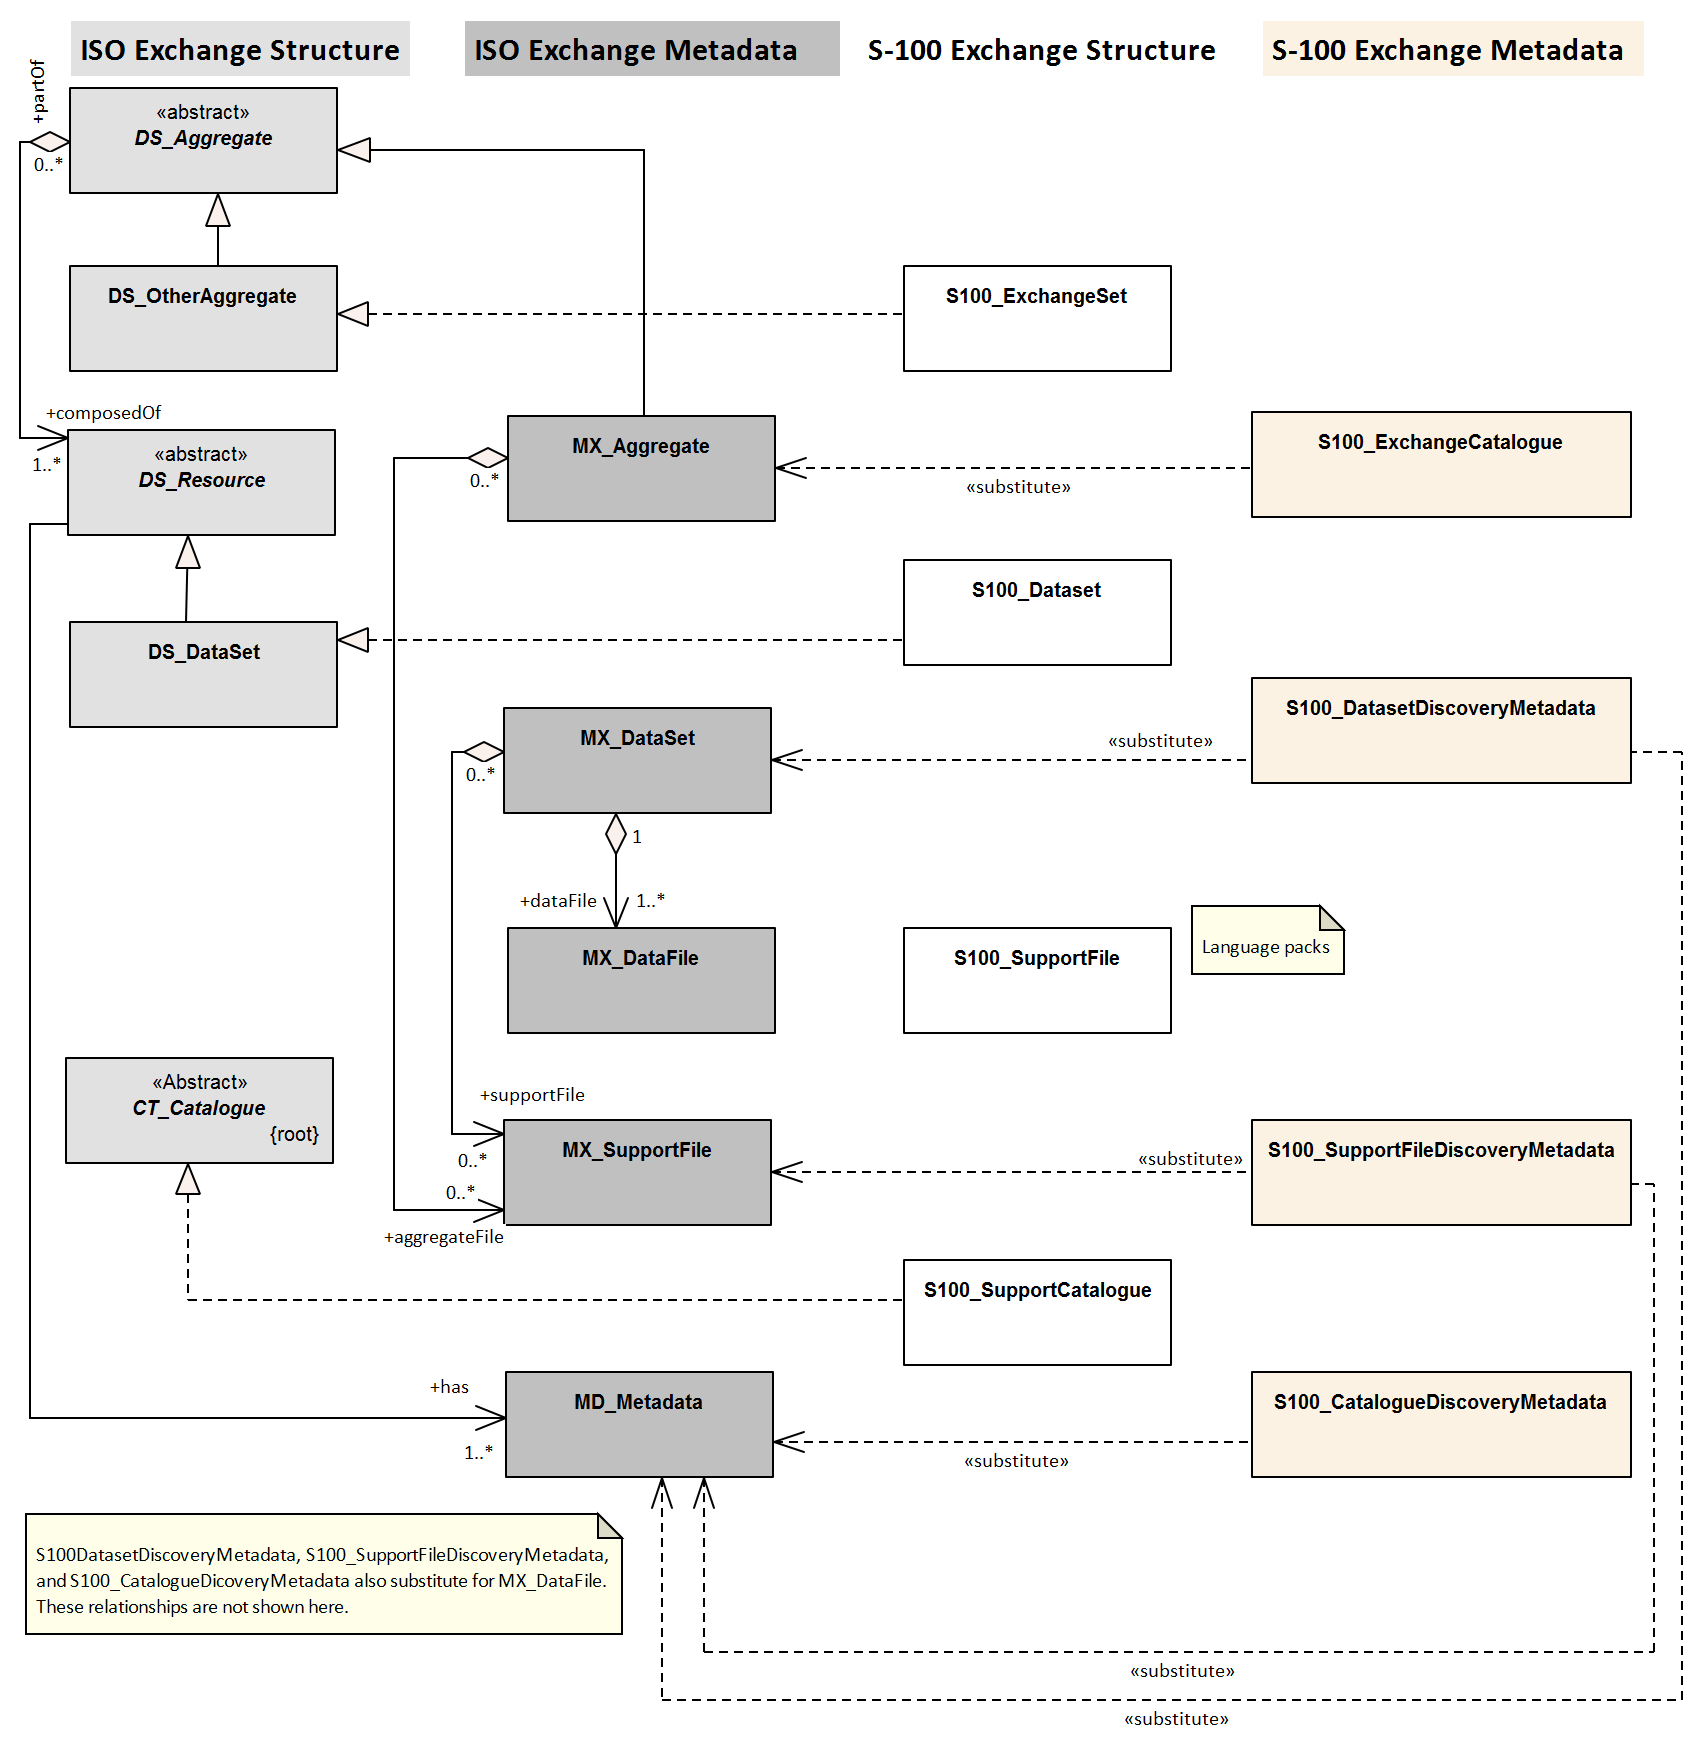 ISO Exchange Structure
ISO Exchange Metadata
S-100 Exchange Structure
S-100 Exchange Metadata
+partOf
0..*
«abstract»
DS_Aggregate
DS_OtherAggregate
S100_ExchangeSet
+composedOf
1..*
«abstract»
DS_Resource
MX_Aggregate
0..*
«substitute»
S100_ExchangeCatalogue
S100_Dataset
DS_DataSet
MX_DataSet
0..*
1
«substitute»
S100_DatasetDiscoveryMetadata
+dataFile
1..*
MX_DataFile
S100_SupportFile
Language packs
«Abstract»
CT_Catalogue
{root}
+supportFile
0..*
MX_SupportFile
0..*
+aggregateFile
«substitute»
S100_SupportFileDiscoveryMetadata
S100_SupportCatalogue
+has
1..*
MD_Metadata
«substitute»
S100_CatalogueDiscoveryMetadata
S100DatasetDiscoveryMetadata, S100_SupportFileDiscoveryMetadata,
and S100_CatalogueDicoveryMetadata also substitute for MX_DataFile.
These relationships are not shown here.
«substitute»
«substitute»